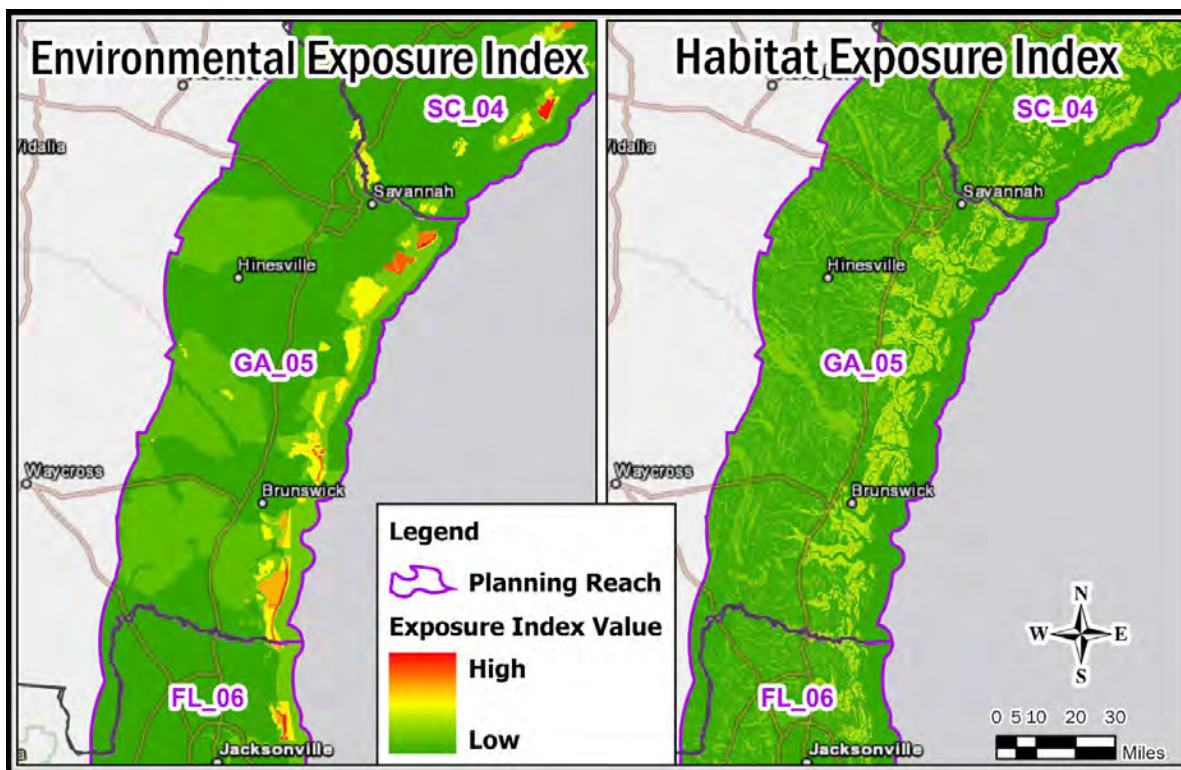 Environmental Exposure Index
SC_04
Vidalia
Savannah
Hinesville
GA_05
Waycross
Brunswick
FL_06
Jacksonville
Legend
Planning Reach
Exposure Index Value
High
Low
Habitat Exposure Index
SC_04
Vidalia
Savannah
Hinesville
GA_05
Waycross
Brunswick
FL_06
Jacksonville
N
W E
S
0 5 10 20 30
Miles